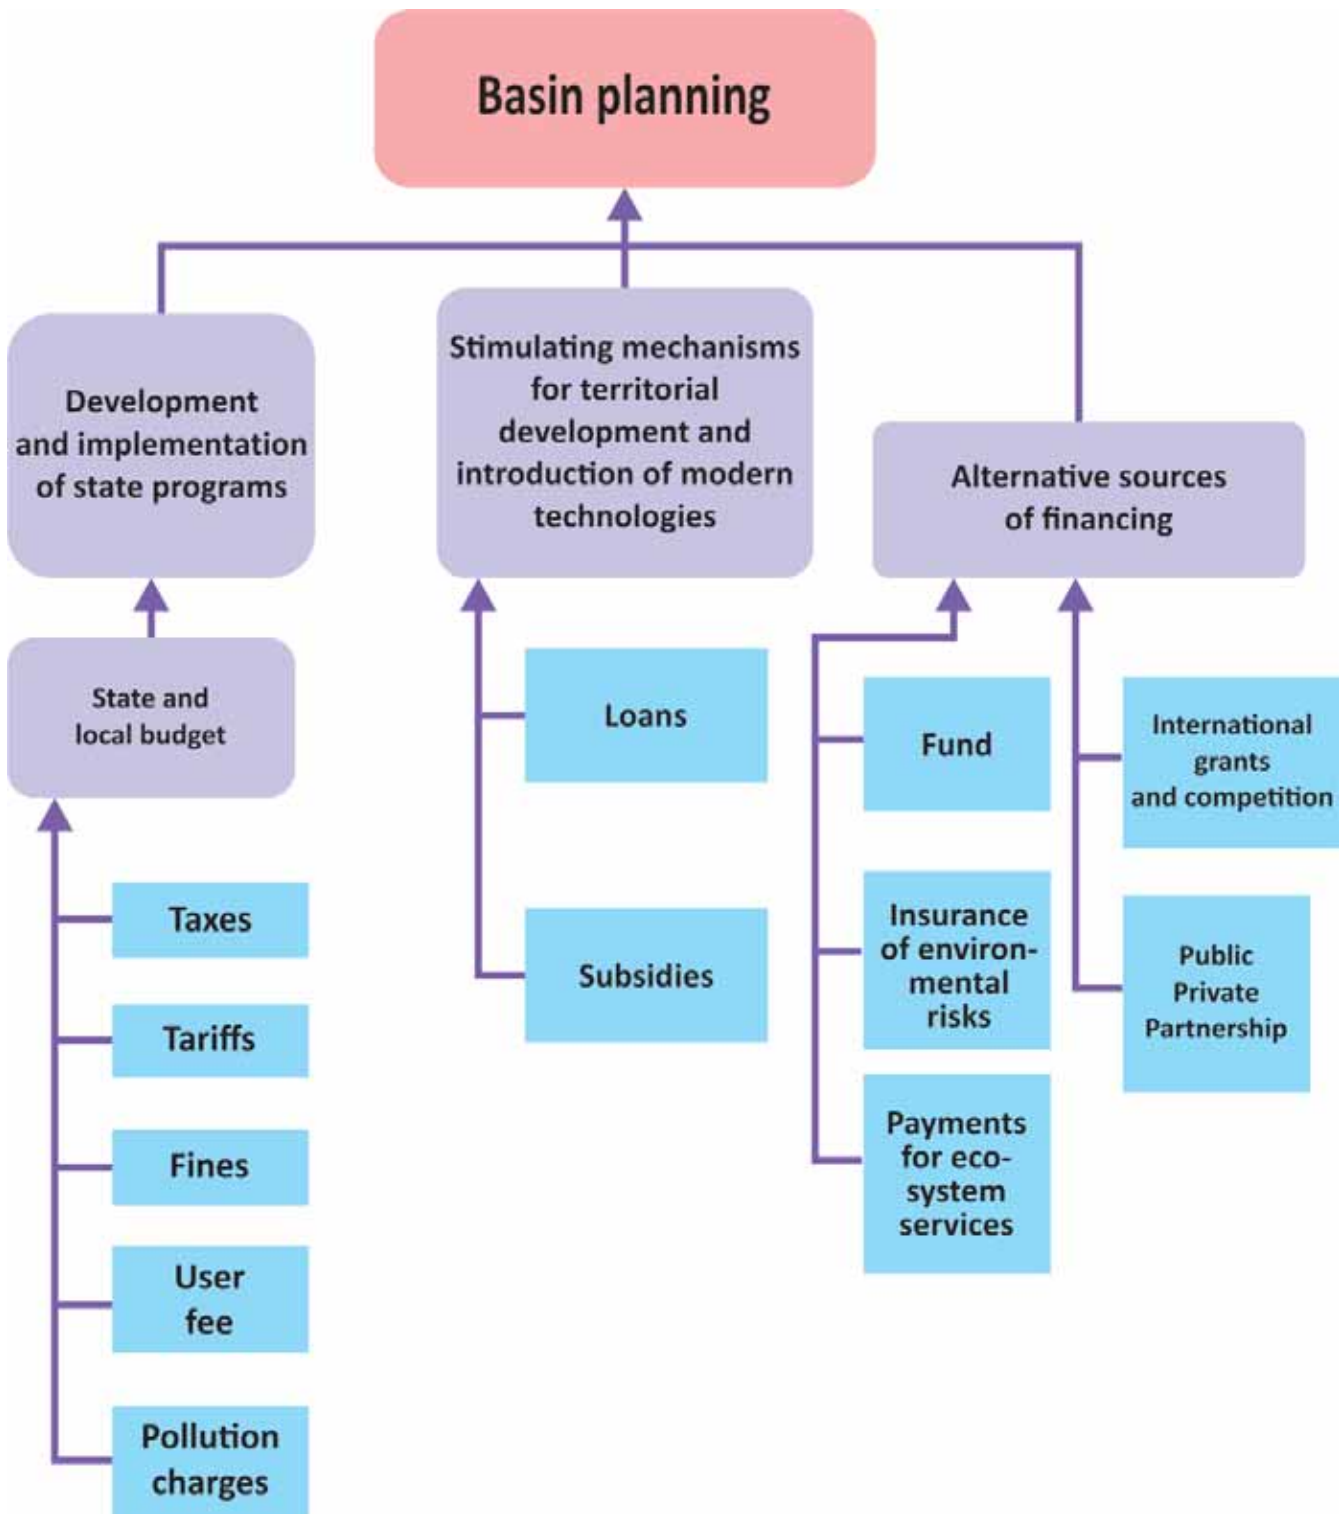 Basin planning
Development
and implementation
of state programs
Stimulating mechanisms
for territorial
development and
introduction of modern
technologies
Alternative sources
of financing
State and
local budget
Taxes
Tariffs
Fines
User
fee
Pollution
charges
Loans
Subsidies
Fund
Insurance
of environ-
mental
risks
Payments
for eco-
system
services
International
grants
and competition
Public
Private
Partnership